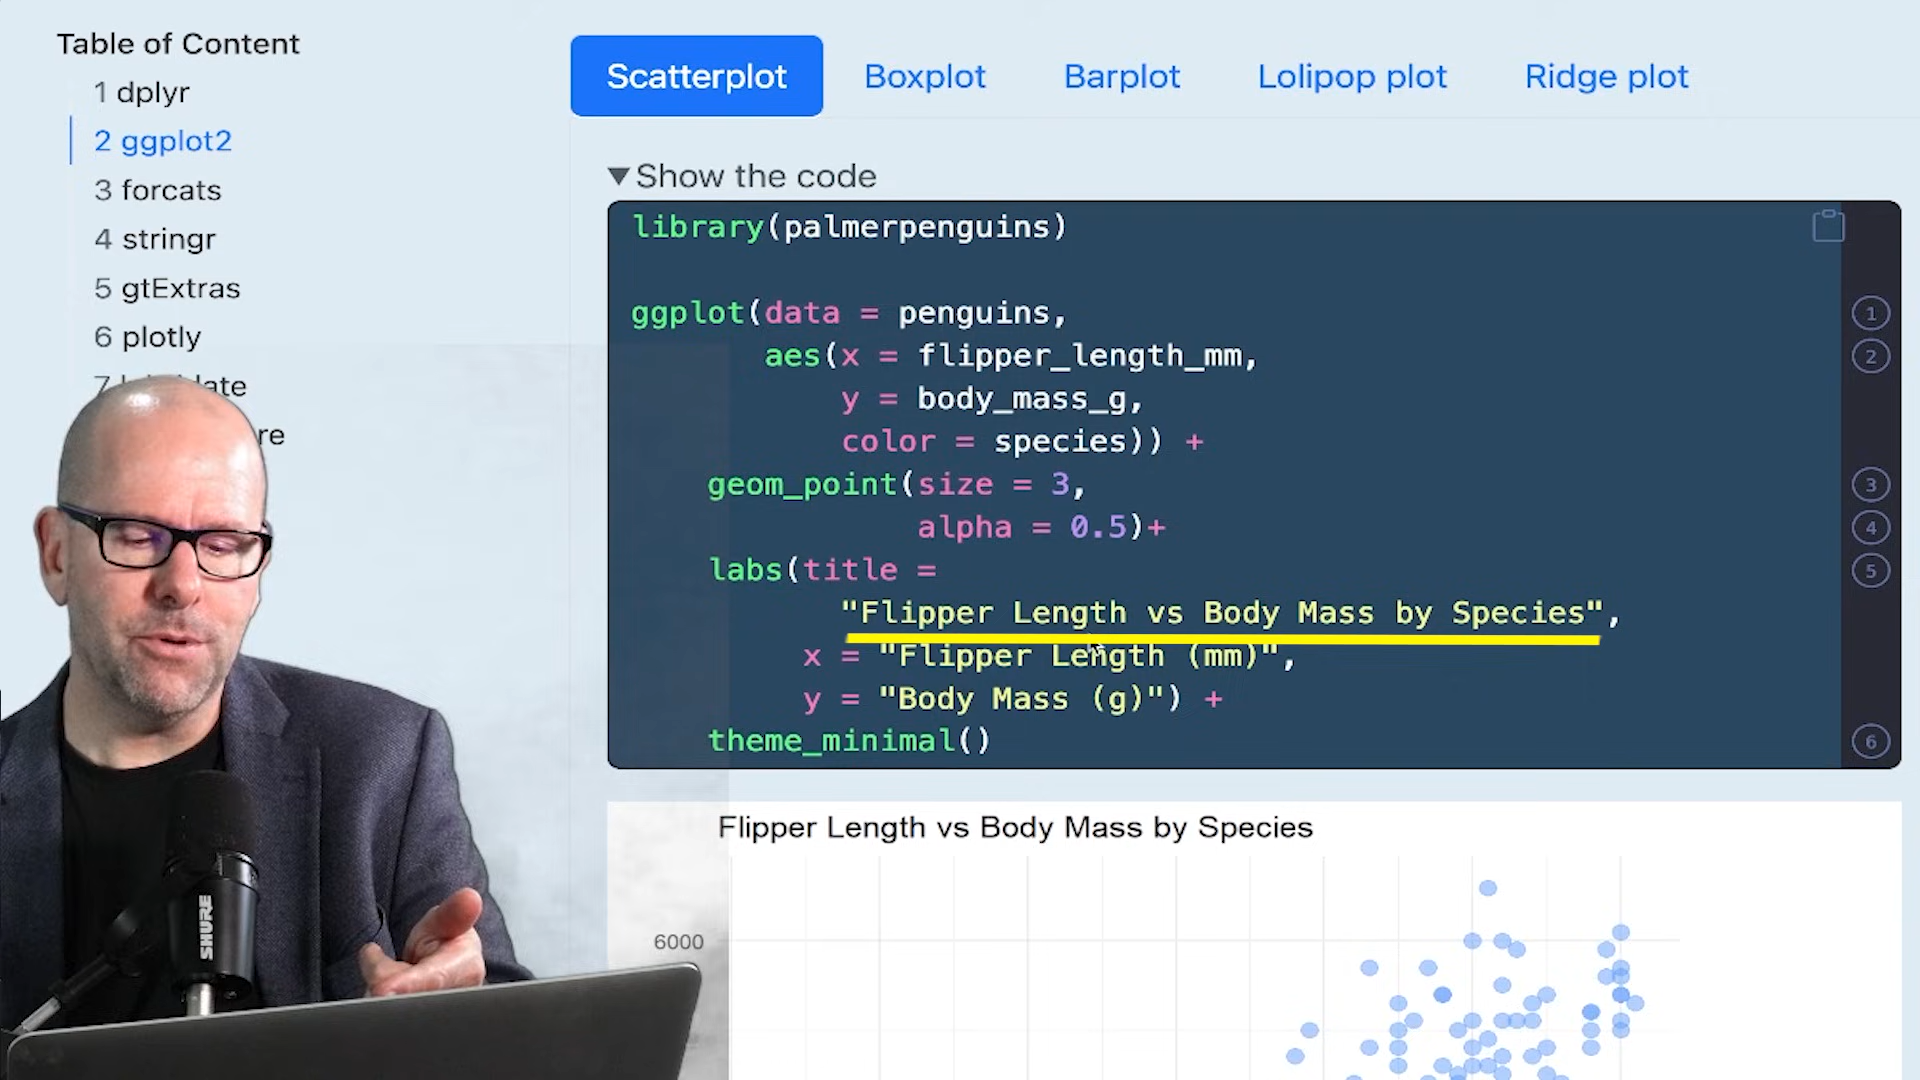 Table of Content
1 dplyr
2 ggplot2
3 forcats
4 stringr
5 gtExtras
6 plotly
Scatterplot
Boxplot
Barplot
Lolipop plot
Ridge plot
▼Show the code
library(palmerpenguins)
ggplot(data = penguins,
aes(x = flipper_length_mm,
y = body_mass_g,
color = species)) +
geom_point(size = 3,
alpha = 0.5)+
labs(title =
"Flipper Length vs Body Mass by Species",
x = "Flipper Length (mm)",
y = "Body Mass (g)") +
theme_minimal()
1
2
3
4
5
6
Flipper Length vs Body Mass by Species
6000
SHURE